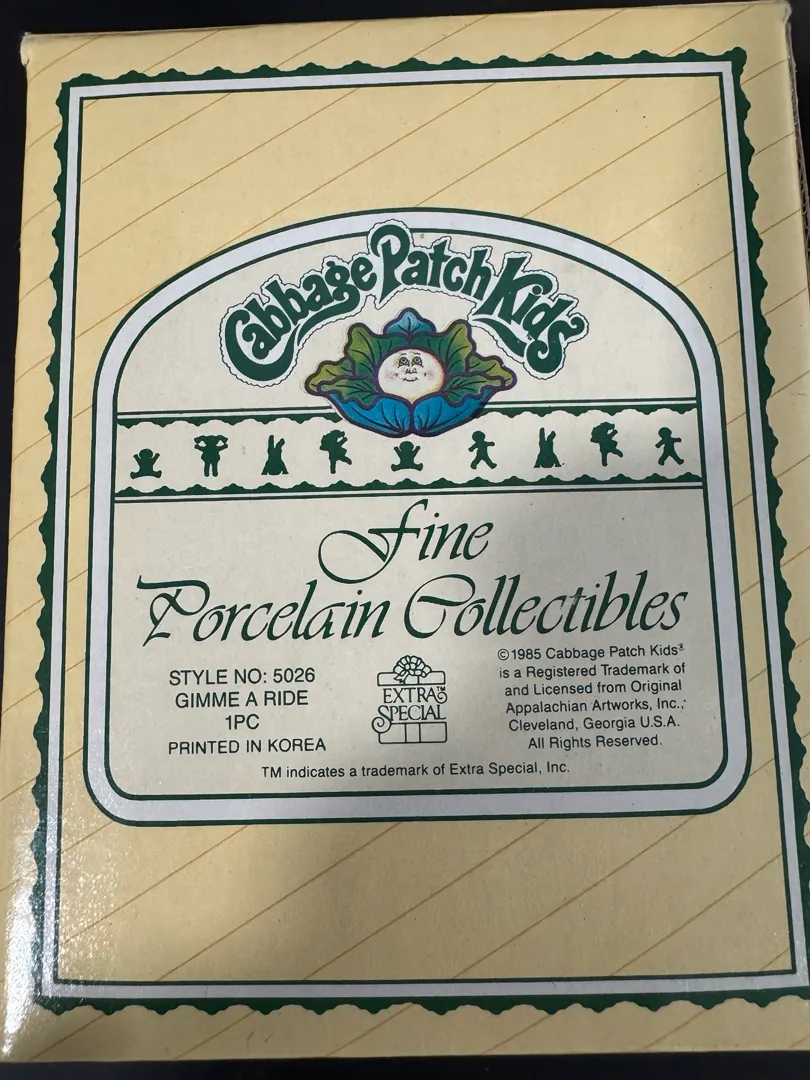 Cabbage Patch Kids
Fine
Porcelain Collectibles
STYLE NO: 5026
GIMME A RIDE
1PC
PRINTED IN KOREA
EXTRA™
SPECIAL
©1985 Cabbage Patch Kids®
is a Registered Trademark of
and Licensed from Original
Appalachian Artworks, Inc.,
Cleveland, Georgia U.S.A.
All Rights Reserved.
TM indicates a trademark of Extra Special, Inc.